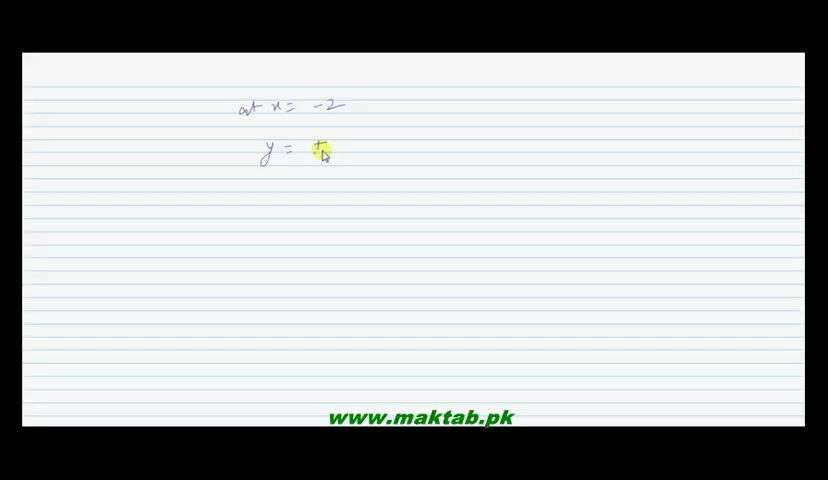 at x = -2
y = +
www.maktab.pk